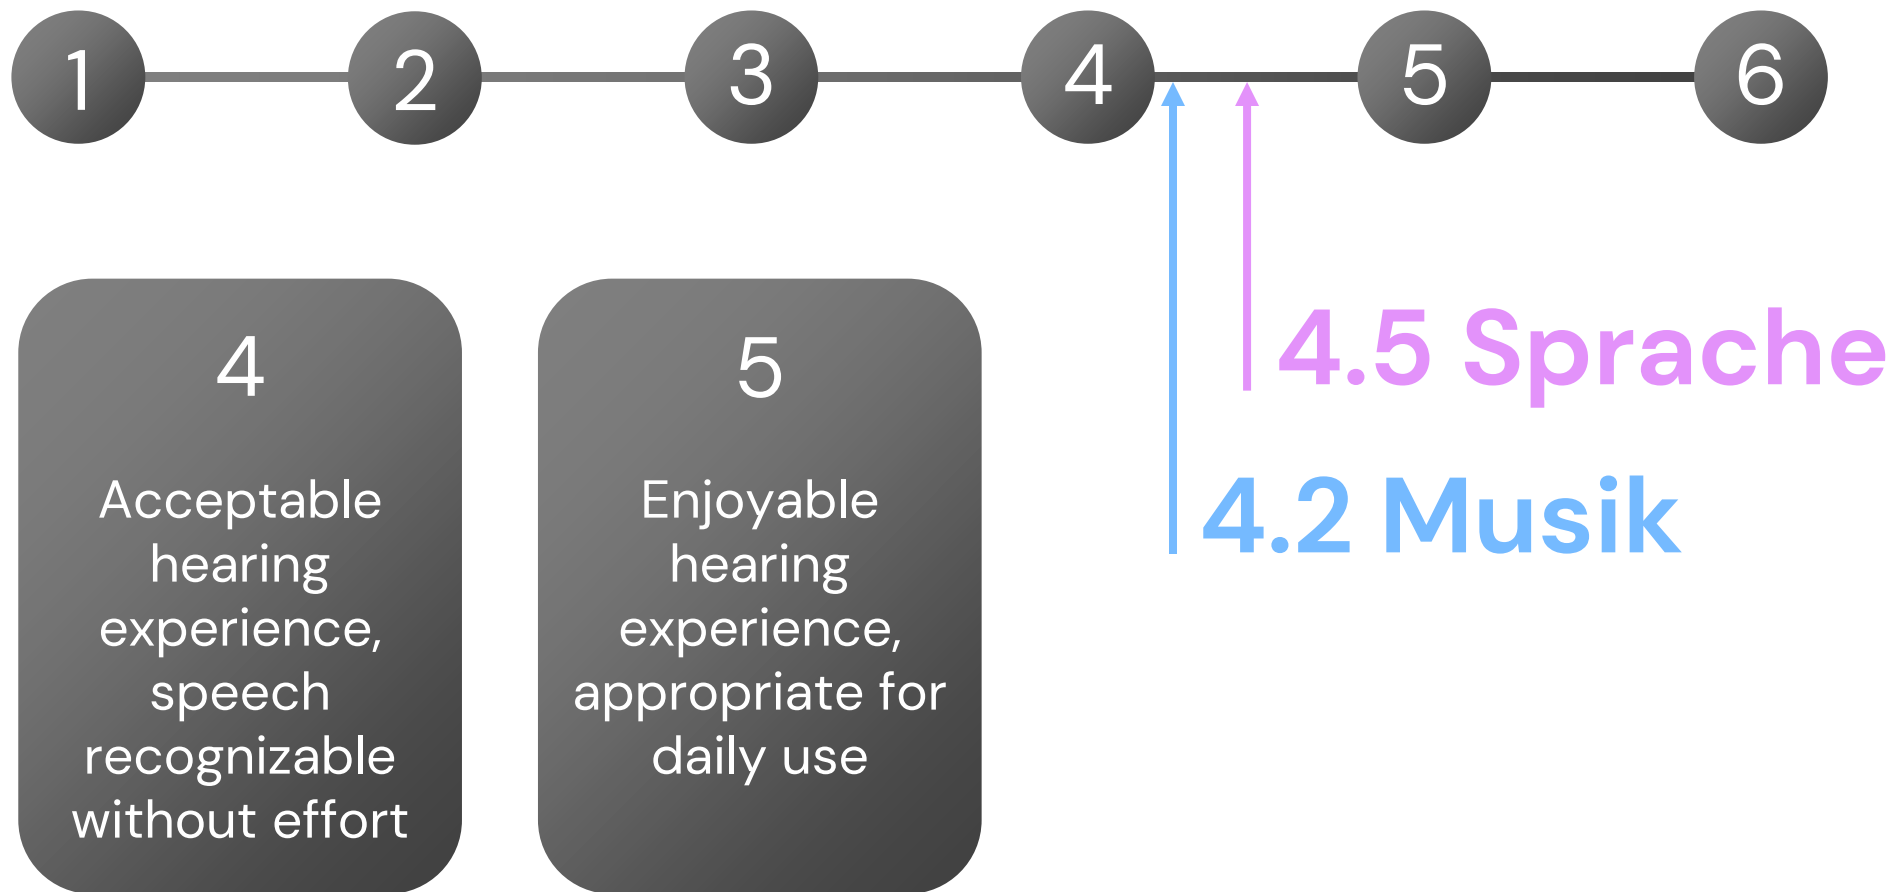 1 2 3 4 5 6
4
Acceptable
hearing
experience,
speech
recognizable
without effort
5
Enjoyable
hearing
experience,
appropriate for
daily use
4.5 Sprache
4.2 Musik